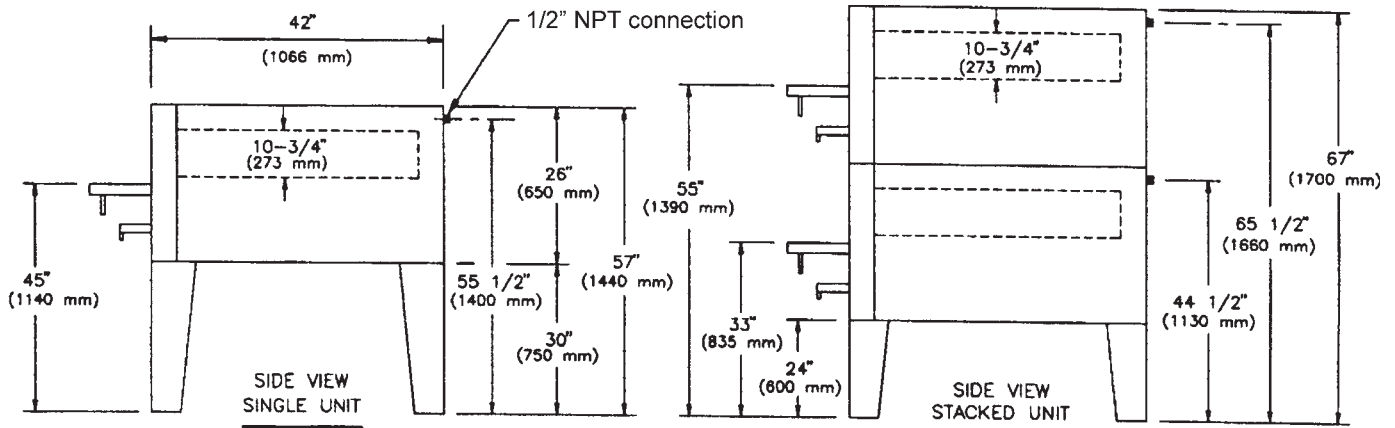 42"
(1066 mm)
1/2" NPT connection
10-3/4"
(273 mm)
26"
(650 mm)
45"
(1140 mm)
55 1/2"
(1400 mm)
57"
(1440 mm)
30"
(750 mm)
SIDE VIEW
SINGLE UNIT
10-3/4"
(273 mm)
55"
(1390 mm)
67"
(1700 mm)
65 1/2"
(1660 mm)
44 1/2"
(1130 mm)
33"
(835 mm)
24"
(600 mm)
SIDE VIEW
STACKED UNIT